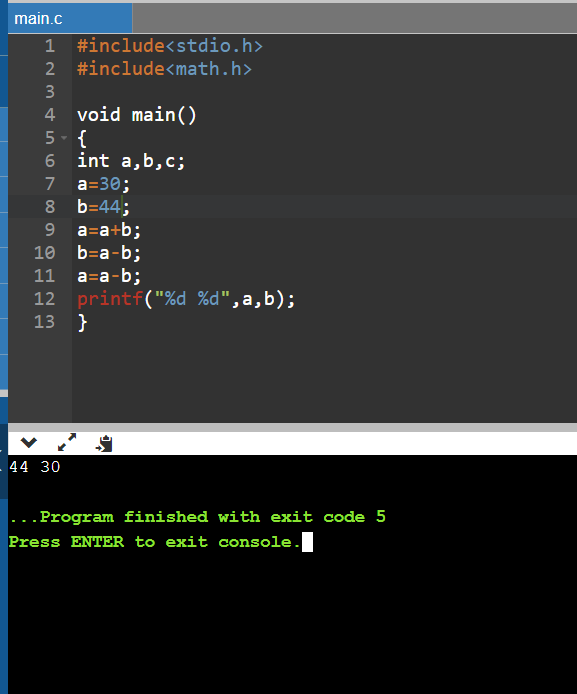 main.c
1 #include<stdio.h>
2 #include<math.h>
3
4 void main()
5 {
6 int a,b,c;
7 a=30;
8 b=44;
9 a=a+b;
10 b=a-b;
11 a=a-b;
12 printf("%d %d",a,b);
13 }
44 30
...Program finished with exit code 5
Press ENTER to exit console.